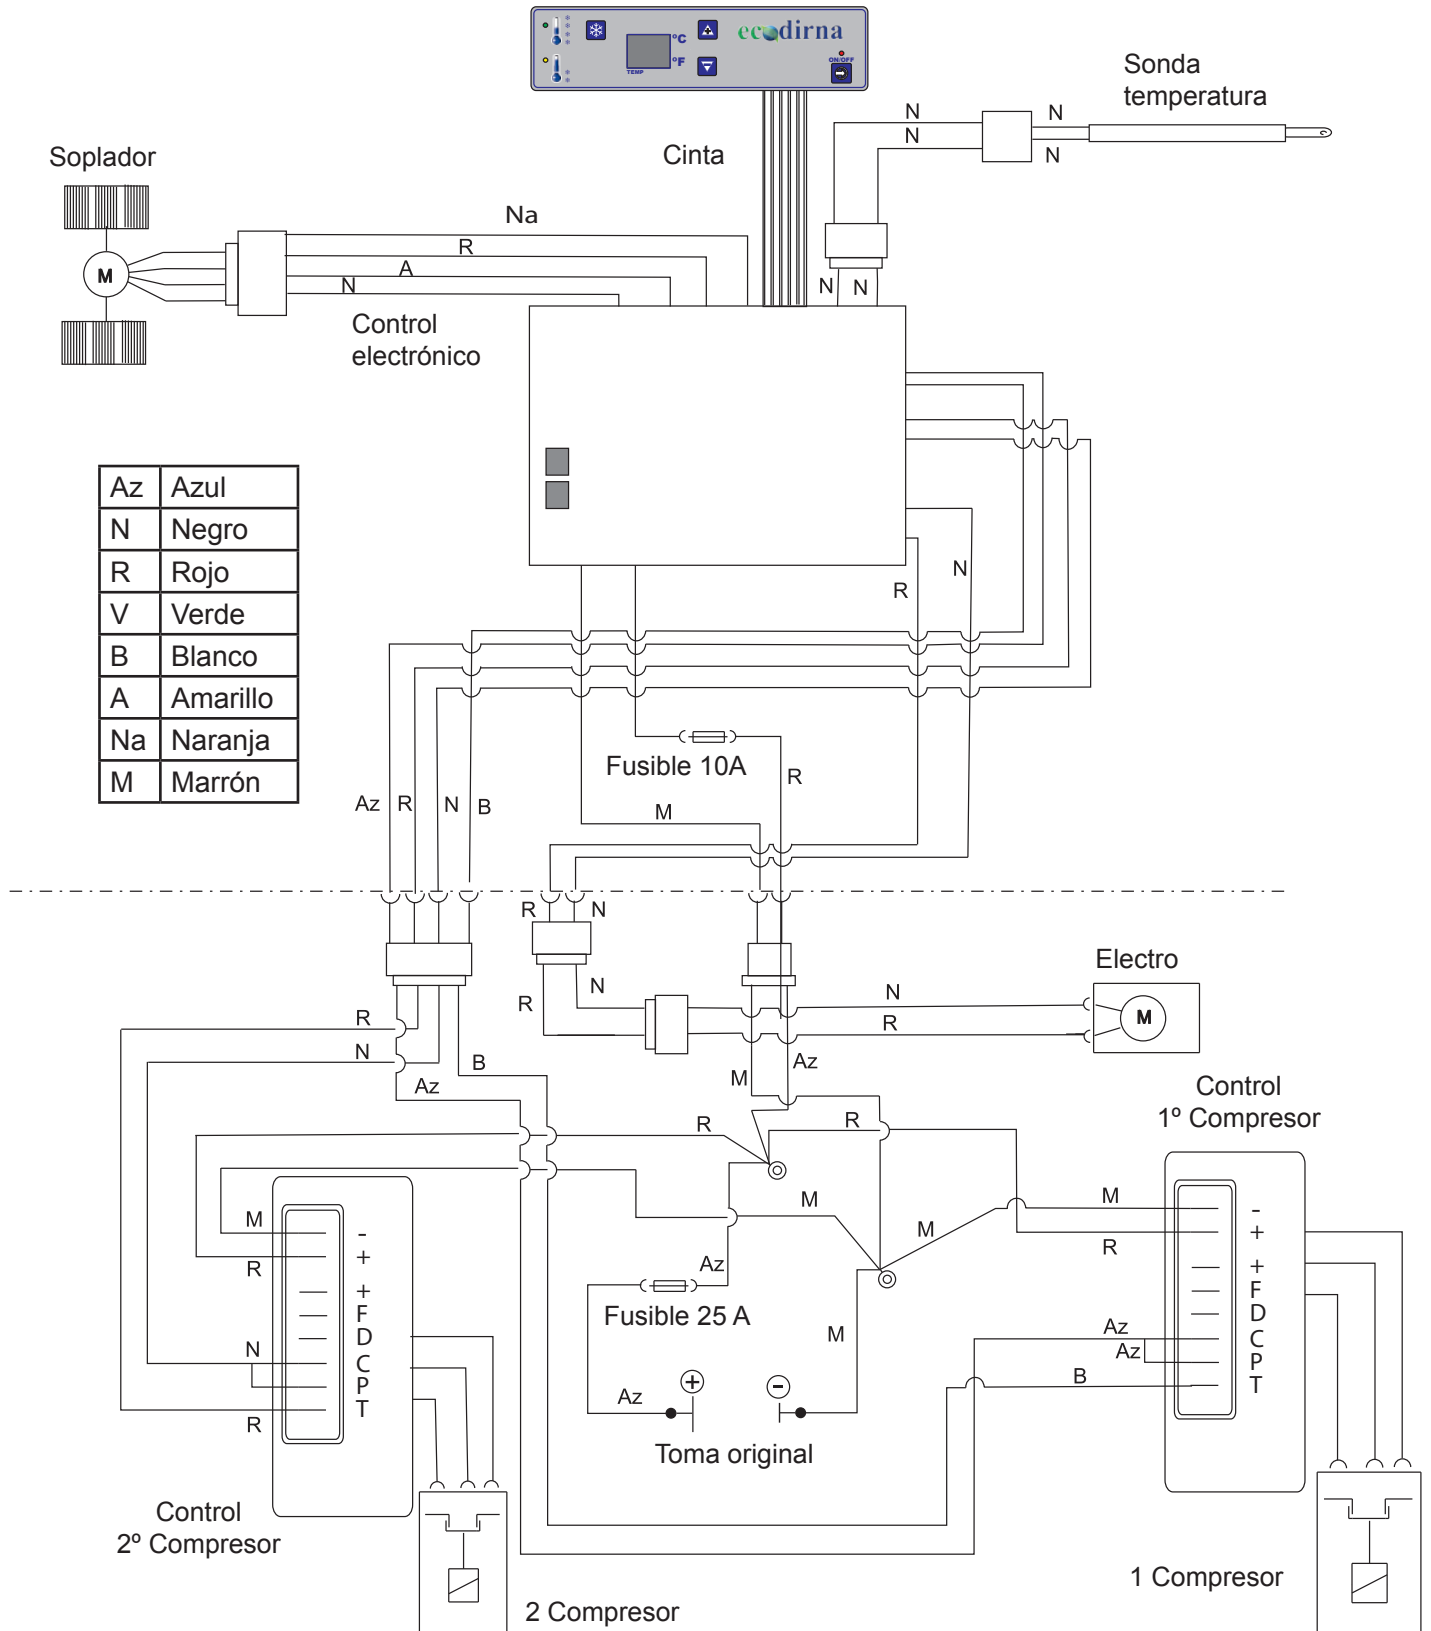 ecodirna
°C
°F
TEMP
ON/OFF
Sonda
temperatura
N
N
N
N
Cinta
Soplador
M
Na
R
A
N
N
N
Control
electrónico
Az Azul
N Negro
R Rojo
V Verde
B Blanco
A Amarillo
Na Naranja
M Marrón
R
N
Fusible 10A
R
Az
R
N
B
M
R
N
R
N
Electro
N
R
M
R
N
B
Az
M
Az
Control
1º Compresor
R
R
M
M
M
R
-
+
+
F
D
C
P
T
Az
Az
B
M
R
N
R
-
+
+
F
D
C
P
T
Az
Fusible 25 A
M
+
-
Az
Toma original
Control
2º Compresor
2 Compresor
1 Compresor